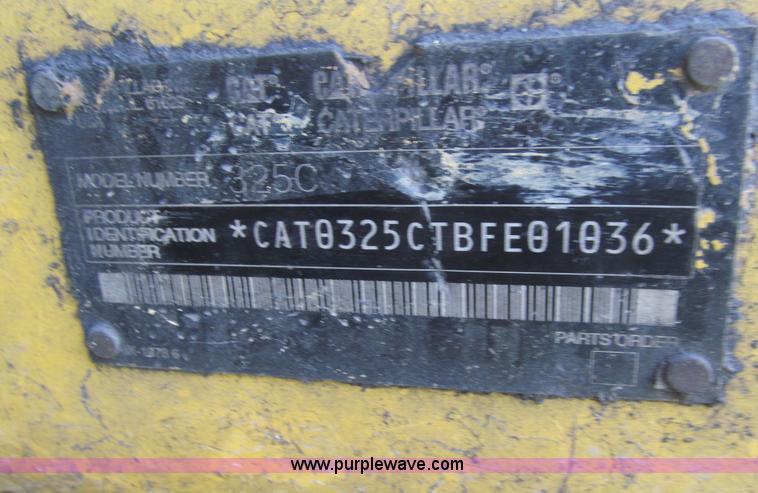 CAT® CATERPILLAR®
CAT® CATERPILLAR®
MODEL NUMBER 325C
PRODUCT
IDENTIFICATION
NUMBER
*CAT0325CTBFE01036*
PARTS ORDER
www.purplewave.com